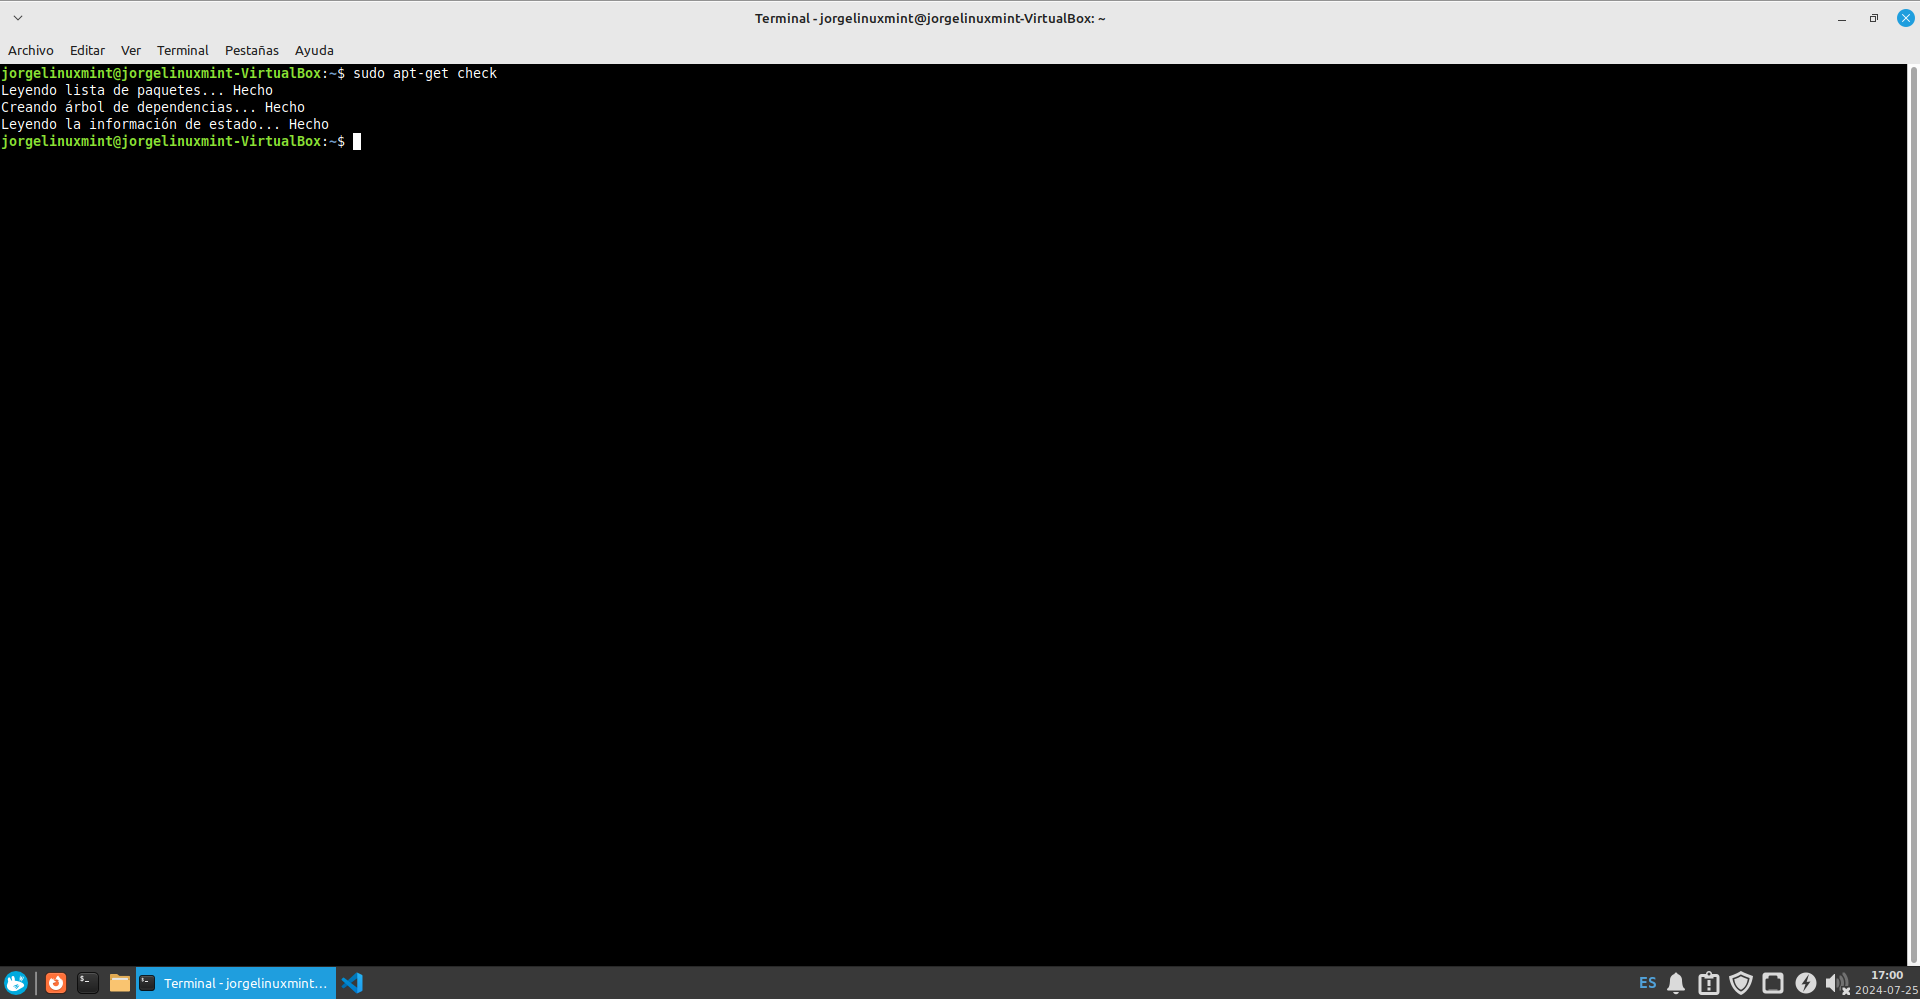 Terminal - jorgelinuxmint@jorgelinuxmint-VirtualBox: ~
Archivo Editar Ver Terminal Pestañas Ayuda
jorgelinuxmint@jorgelinuxmint-VirtualBox:~$ sudo apt-get check
Leyendo lista de paquetes... Hecho
Creando árbol de dependencias... Hecho
Leyendo la información de estado... Hecho
jorgelinuxmint@jorgelinuxmint-VirtualBox:~$
Terminal - jorgelinuxmint...
ES
17:00
2024-07-25